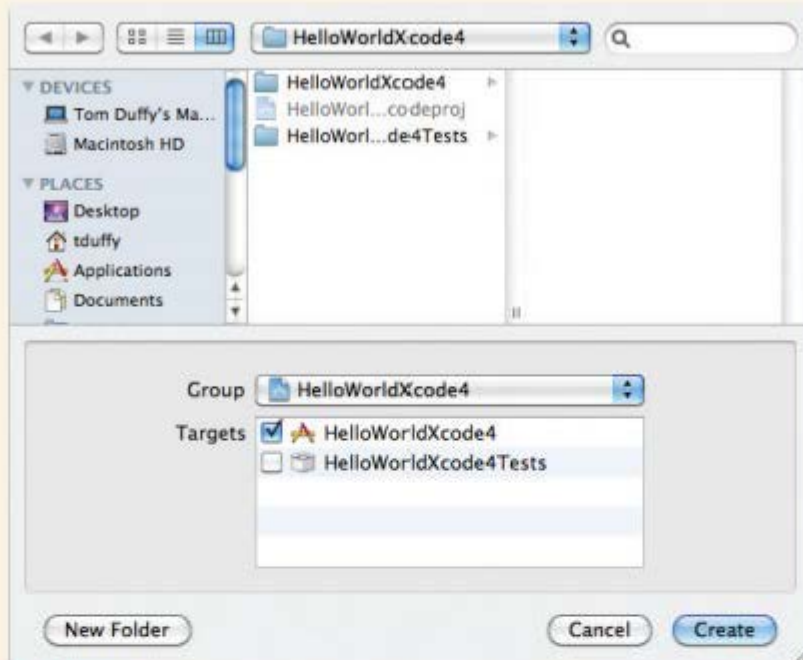 HelloWorldXcode4
DEVICES
Tom Duffy's Ma...
Macintosh HD
PLACES
Desktop
tduffy
Applications
Documents
HelloWorldXcode4
HelloWorl...codeproj
HelloWorl...de4Tests
Group HelloWorldXcode4
Targets HelloWorldXcode4
HelloWorldXcode4Tests
New Folder Cancel Create